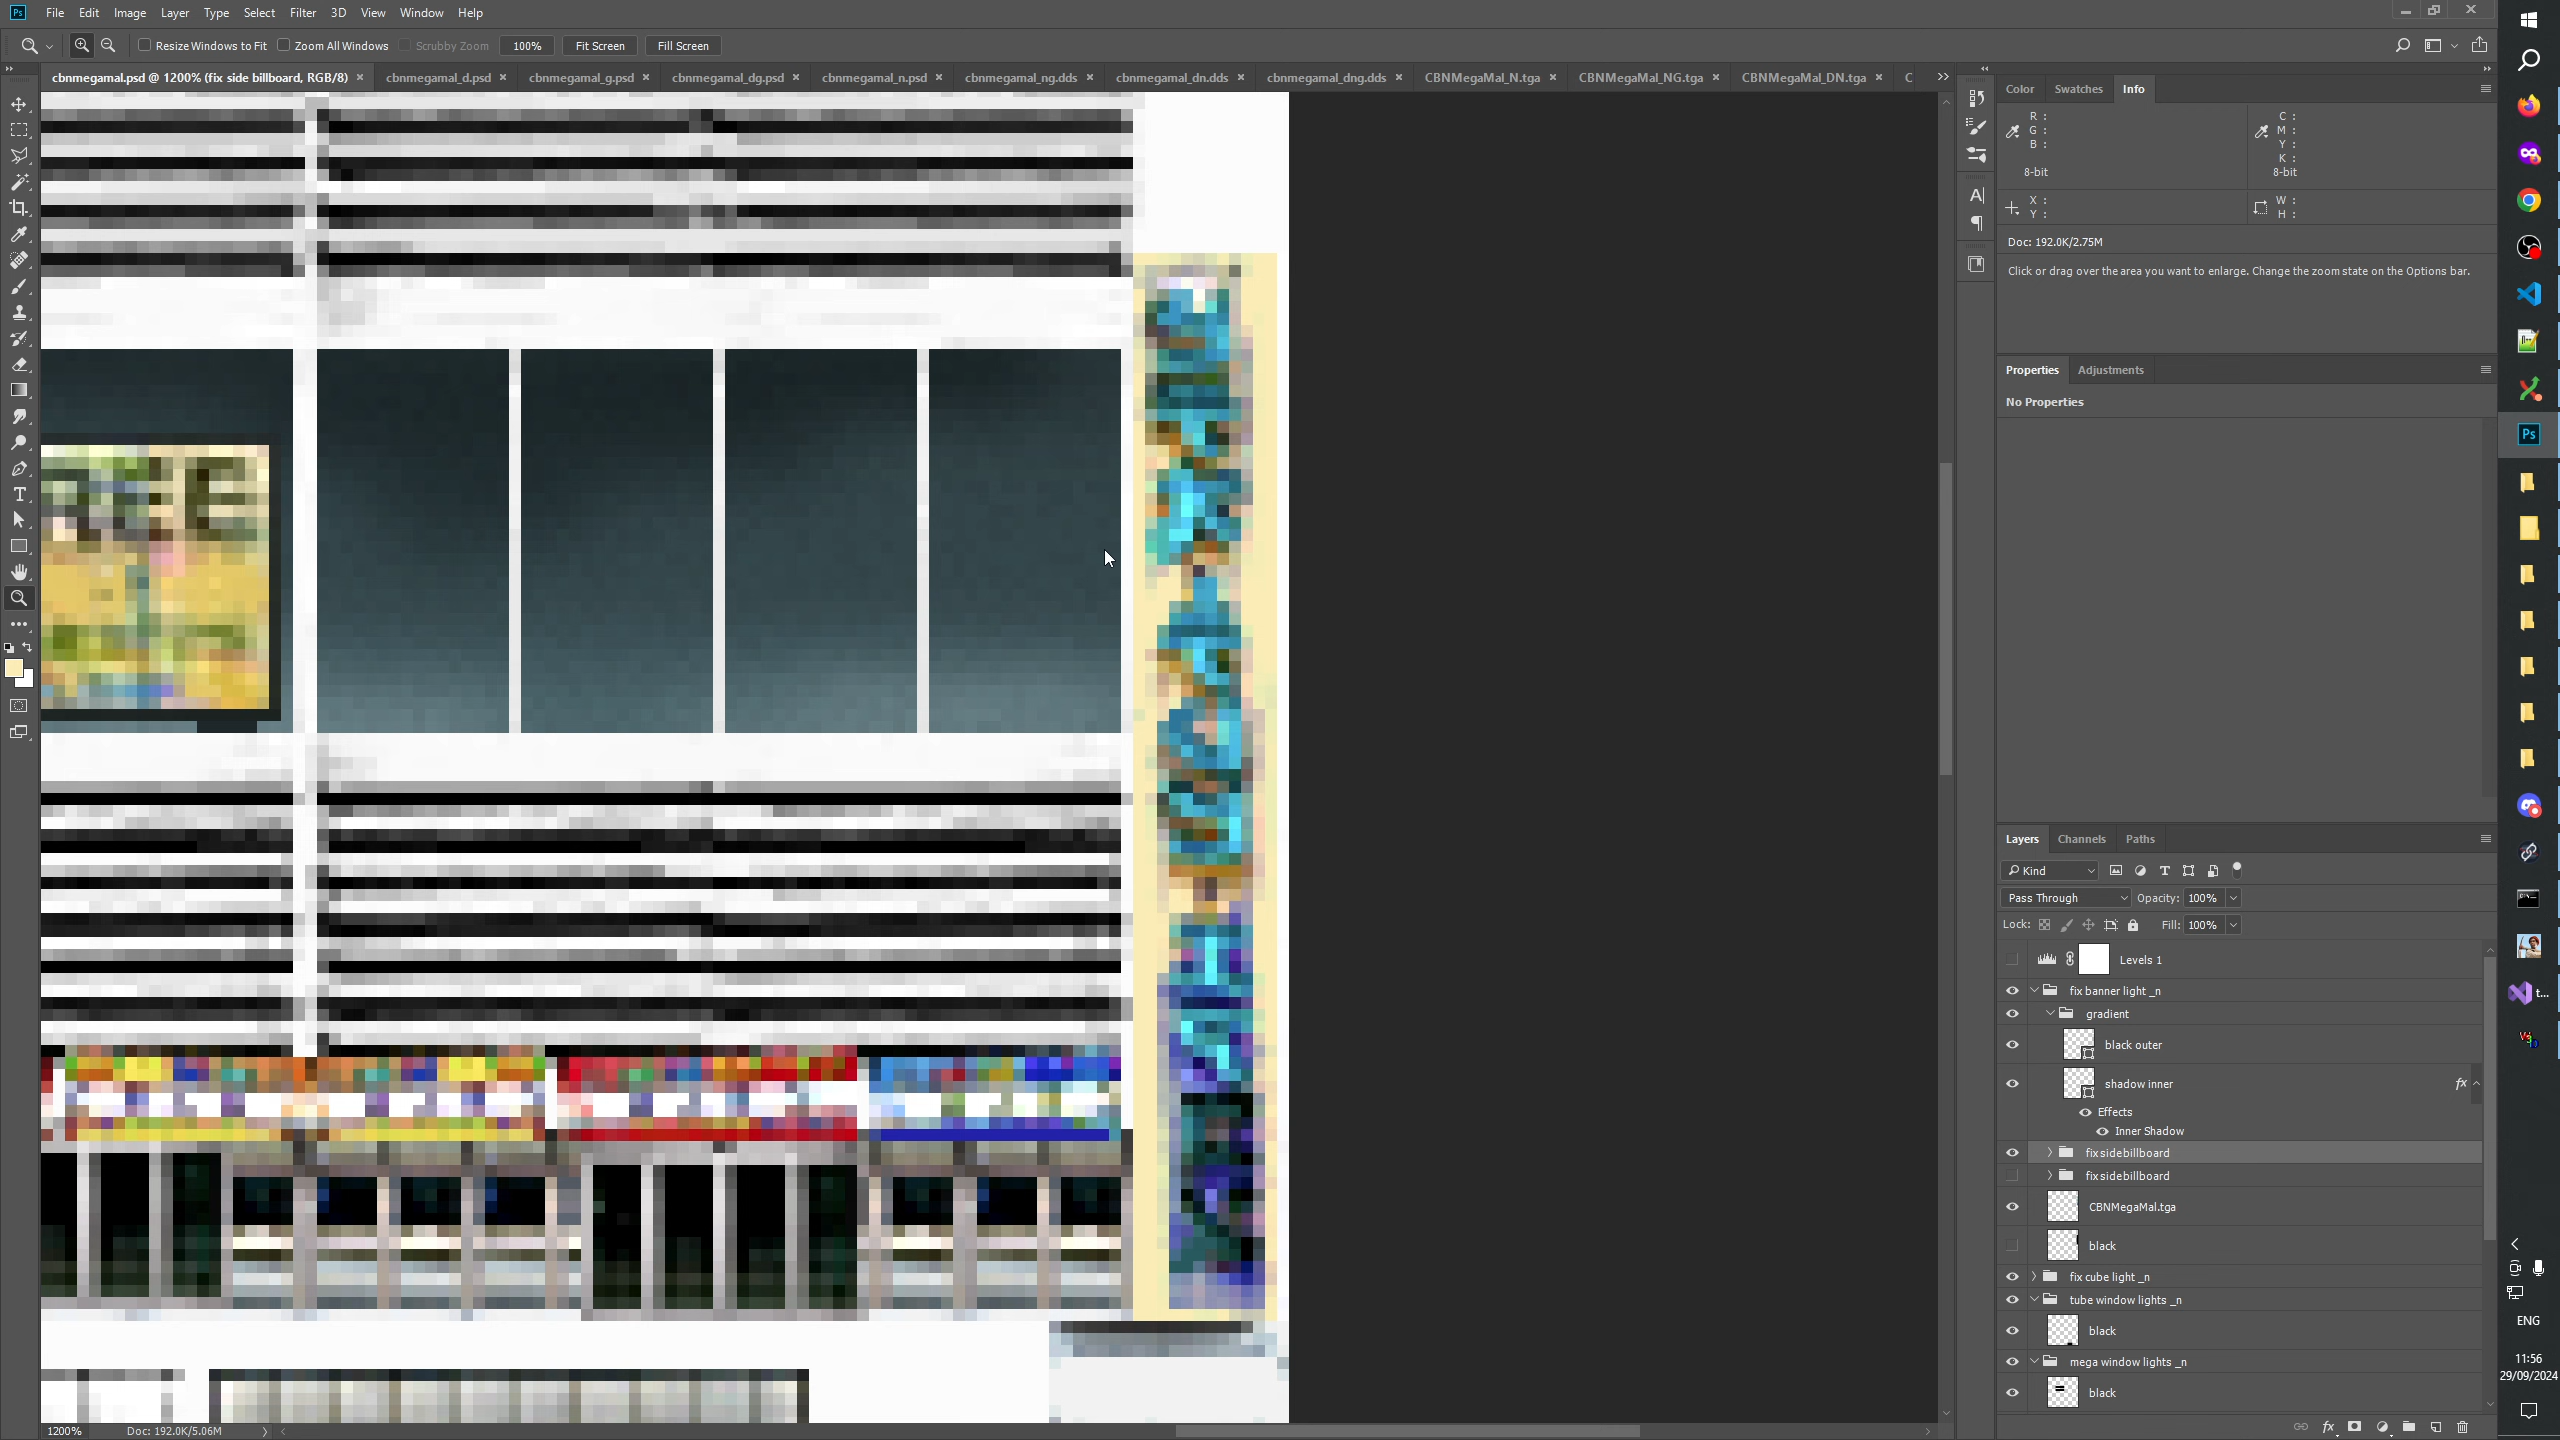 Ps File Edit Image Layer Type Select Filter 3D View Window Help
Resize Windows to Fit Zoom All Windows Scrubby Zoom 100% Fit Screen Fill Screen
cbnmegamal.psd @ 1200% (fix side billboard, RGB/8) × cbnmegamal_d.psd × cbnmegamal_g.psd × cbnmegamal_dg.psd × cbnmegamal_n.psd × cbnmegamal_ng.dds × cbnmegamal_dn.dds × cbnmegamal_dng.dds × CBNMegaMal_N.tga × CBNMegaMal_NG.tga × CBNMegaMal_DN.tga × C
Color Swatches Info
R :
G :
B :
8-bit
C :
M :
Y :
K :
8-bit
X :
Y :
W :
H :
Doc: 192.0K/2.75M
Click or drag over the area you want to enlarge. Change the zoom state on the Options bar.
Properties Adjustments
No Properties
Layers Channels Paths
Kind
Pass Through Opacity: 100%
Lock: Fill: 100%
Levels 1
fix banner light _n
gradient
black outer
shadow inner fx
Effects
Inner Shadow
fix side billboard
fix side billboard
CBNMegaMal.tga
black
fix cube light _n
tube window lights _n
black
mega window lights _n
black
1200% Doc: 192.0K/5.06M
Ps
t...
ENG
11:56
29/09/2024